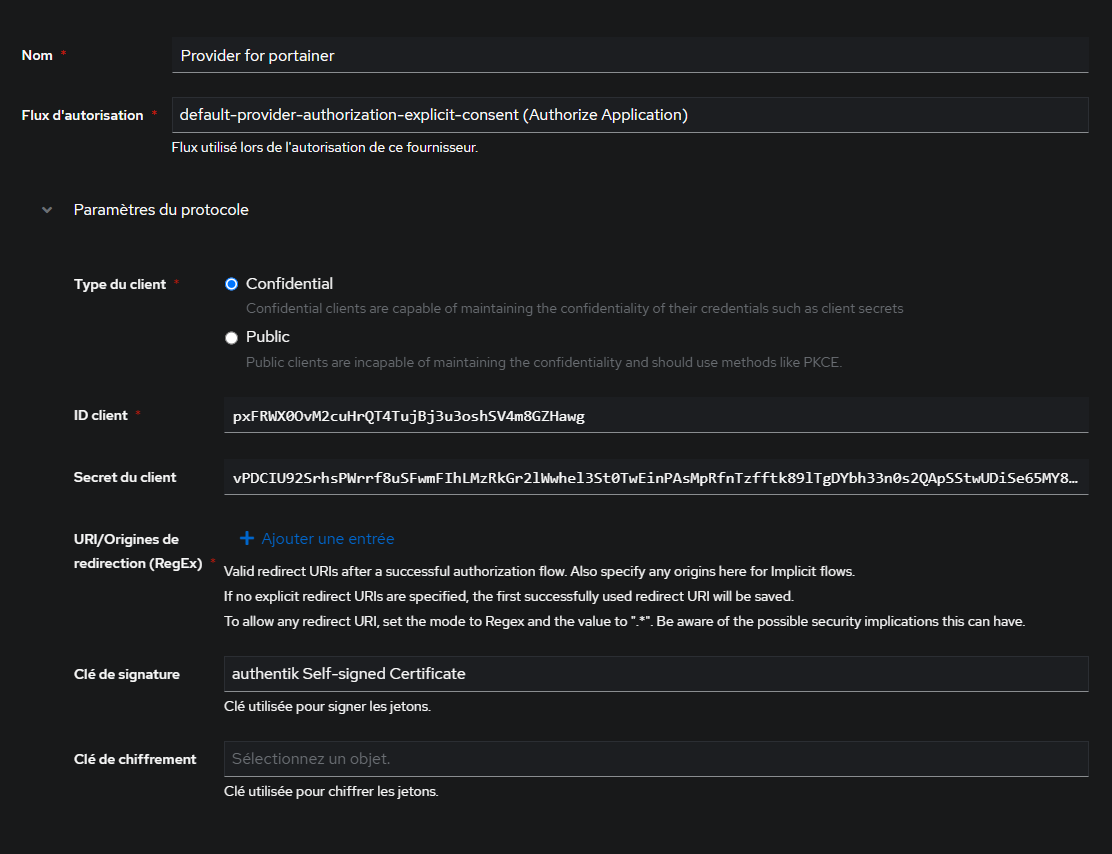 Nom *
Provider for portainer
Flux d'autorisation *
default-provider-authorization-explicit-consent (Authorize Application)
Flux utilisé lors de l'autorisation de ce fournisseur.
Paramètres du protocole
Type du client *
Confidential
Confidential clients are capable of maintaining the confidentiality of their credentials such as client secrets
Public
Public clients are incapable of maintaining the confidentiality and should use methods like PKCE.
ID client *
pxFRWX0OvM2cuHrQT4TujBj3u3oshSV4m8GZHawg
Secret du client
vPDCIU92SrhsPWrrf8uSFwmFIhLMzRkGr2lWwhel3St0TwEinPAsMpRfnTzfftk89lTgDYbh33n0s2QApSStwUDiSe65MY8…
URI/Origines de
redirection (RegEx) *
Ajouter une entrée
Valid redirect URIs after a successful authorization flow. Also specify any origins here for Implicit flows.
If no explicit redirect URIs are specified, the first successfully used redirect URI will be saved.
To allow any redirect URI, set the mode to Regex and the value to ".*". Be aware of the possible security implications this can have.
Clé de signature
authentik Self-signed Certificate
Clé utilisée pour signer les jetons.
Clé de chiffrement
Sélectionnez un objet.
Clé utilisée pour chiffrer les jetons.